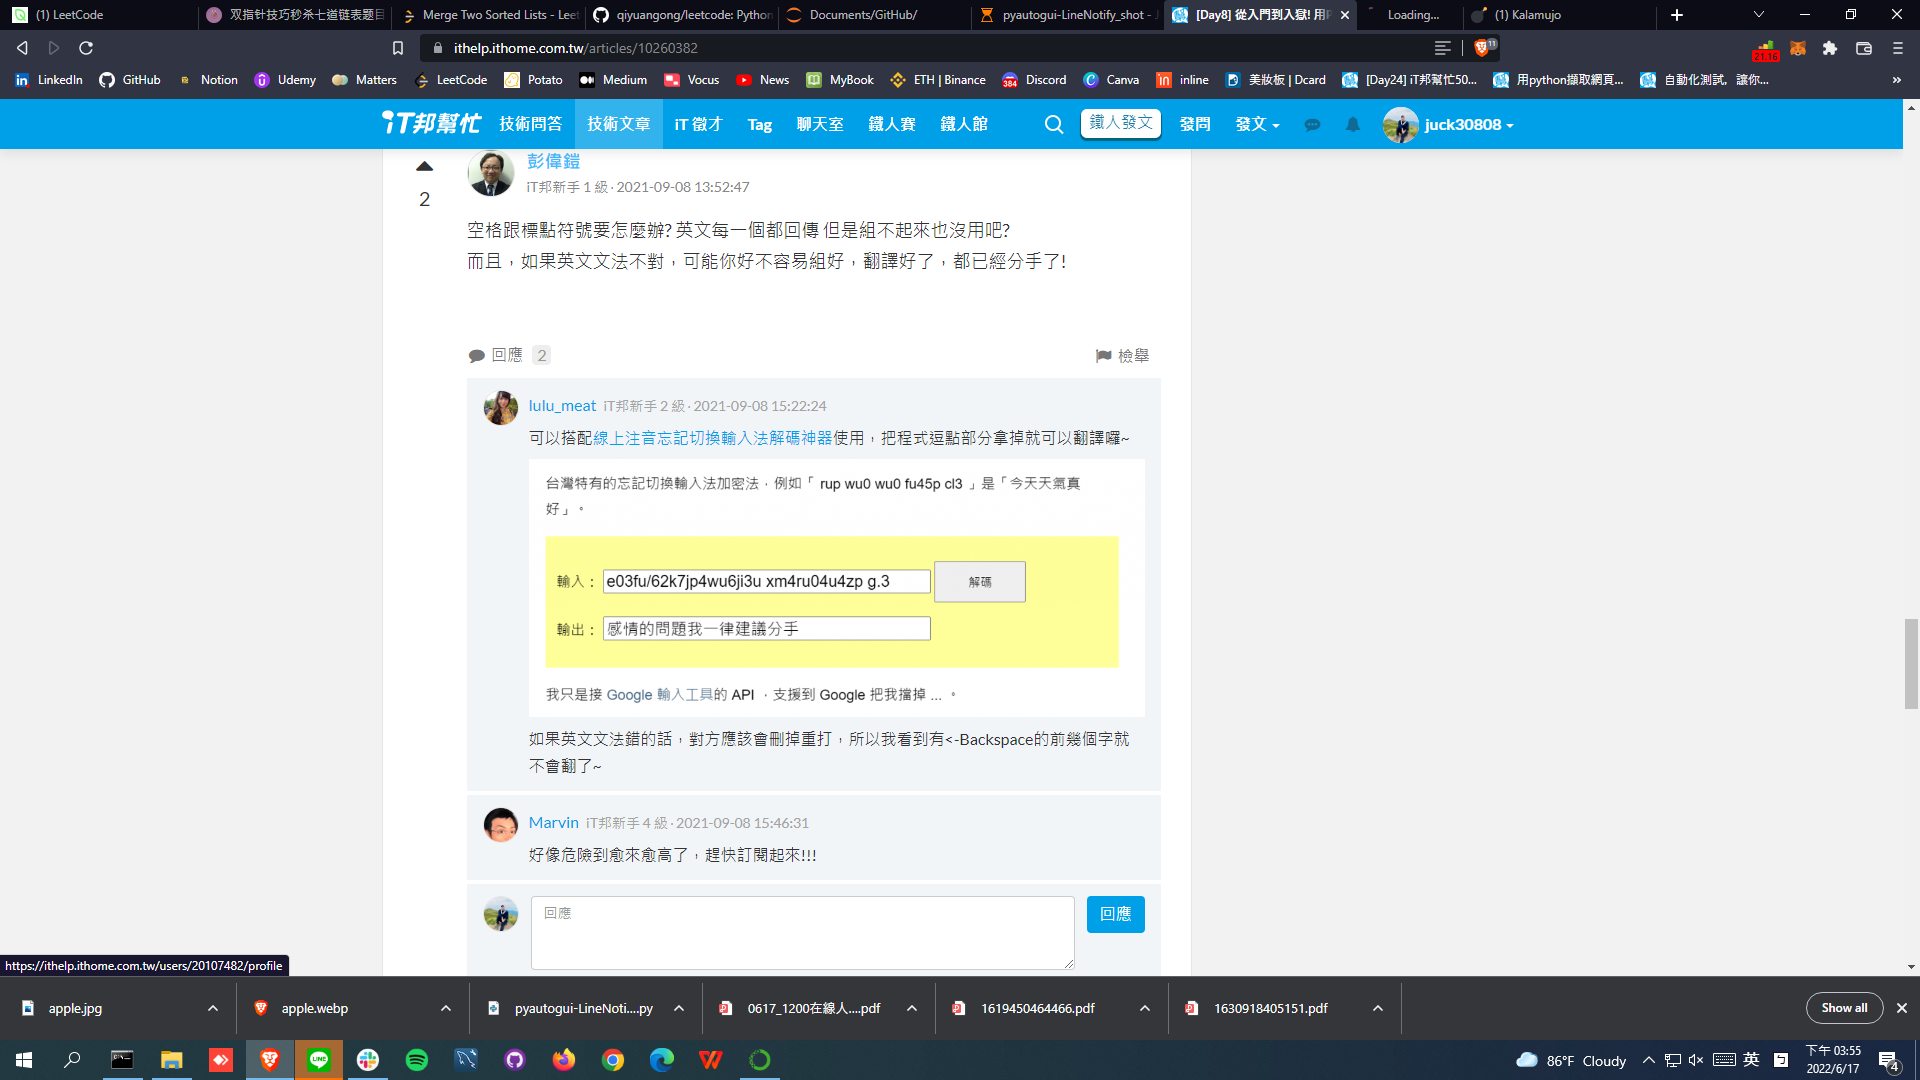 (1) LeetCode
双指针技巧秒杀七道链表题目
Merge Two Sorted Lists - Leet
qiyuangong/leetcode: Python
Documents/GitHub/
pyautogui-LineNotify_shot - J
[Day8] 從入門到入獄! 用P
Loading...
(1) Kalamujo
ithelp.ithome.com.tw/articles/10260382
11
21.16
LinkedIn
GitHub
Notion
Udemy
Matters
LeetCode
Potato
Medium
Vocus
News
MyBook
ETH | Binance
384
Discord
Canva
inline
美妝板 | Dcard
[Day24] iT邦幫忙50...
用python擷取網頁...
自動化測試，讓你...
»
iT邦幫忙
技術問答
技術文章
iT 徵才
Tag
聊天室
鐵人賽
鐵人館
鐵人發文
發問
發文
juck30808
2
彭偉鎧
iT邦新手 1 級 ‧ 2021-09-08 13:52:47
空格跟標點符號要怎麼辦? 英文每一個都回傳 但是組不起來也沒用吧?
而且，如果英文文法不對，可能你好不容易組好，翻譯好了，都已經分手了!
回應 2
檢舉
lulu_meat iT邦新手 2 級 ‧ 2021-09-08 15:22:24
可以搭配線上注音忘記切換輸入法解碼神器使用，把程式逗點部分拿掉就可以翻譯囉~
台灣特有的忘記切換輸入法加密法，例如「 rup wu0 wu0 fu45p cl3 」是「今天天氣真
好」。
輸入： e03fu/62k7jp4wu6ji3u xm4ru04u4zp g.3 解碼
輸出： 感情的問題我一律建議分手
我只是接 Google 輸入工具的 API ，支援到 Google 把我擋掉 ... 。
如果英文文法錯的話，對方應該會刪掉重打，所以我看到有<-Backspace的前幾個字就
不會翻了~
Marvin iT邦新手 4 級 ‧ 2021-09-08 15:46:31
好像危險到愈來愈高了，趕快訂閱起來!!!
回應
回應
https://ithelp.ithome.com.tw/users/20107482/profile
apple.jpg
apple.webp
pyautogui-LineNoti....py
0617_1200在線人....pdf
1619450464466.pdf
1630918405151.pdf
Show all
LINE
86°F Cloudy
英
ㄅ
下午 03:55
2022/6/17
4